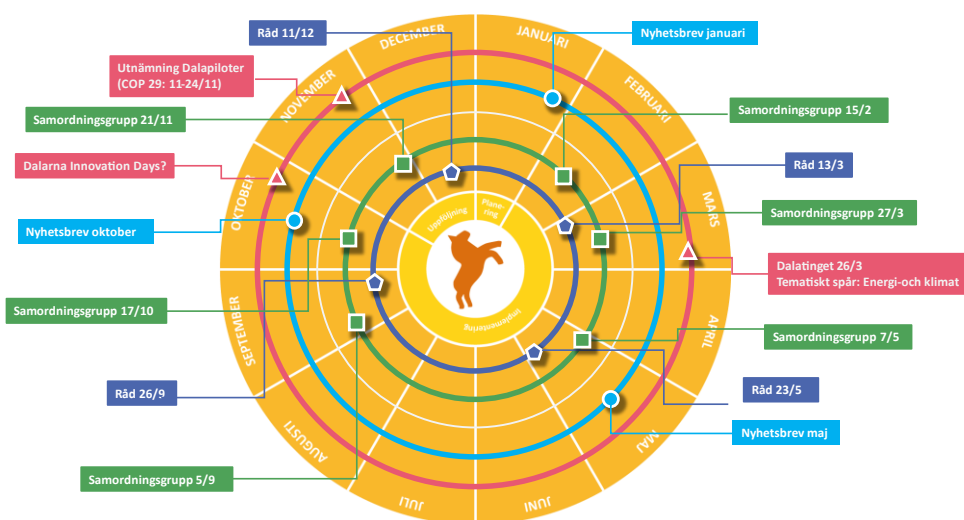 DECEMBER
JANUARI
FEBRUARI
MARS
APRIL
MAJ
JUNI
JULI
AUGUSTI
SEPTEMBER
OKTOBER
NOVEMBER
Råd 11/12
Nyhetsbrev januari
Utnämning Dalapiloter
(COP 29: 11-24/11)
Samordningsgrupp 21/11
Samordningsgrupp 15/2
Dalarna Innovation Days?
Råd 13/3
Samordningsgrupp 27/3
Nyhetsbrev oktober
Dalatinget 26/3
Tematiskt spår: Energi-och klimat
Samordningsgrupp 17/10
Samordningsgrupp 7/5
Råd 26/9
Råd 23/5
Nyhetsbrev maj
Samordningsgrupp 5/9
Uppföljning
Plane-
ring
Implementering